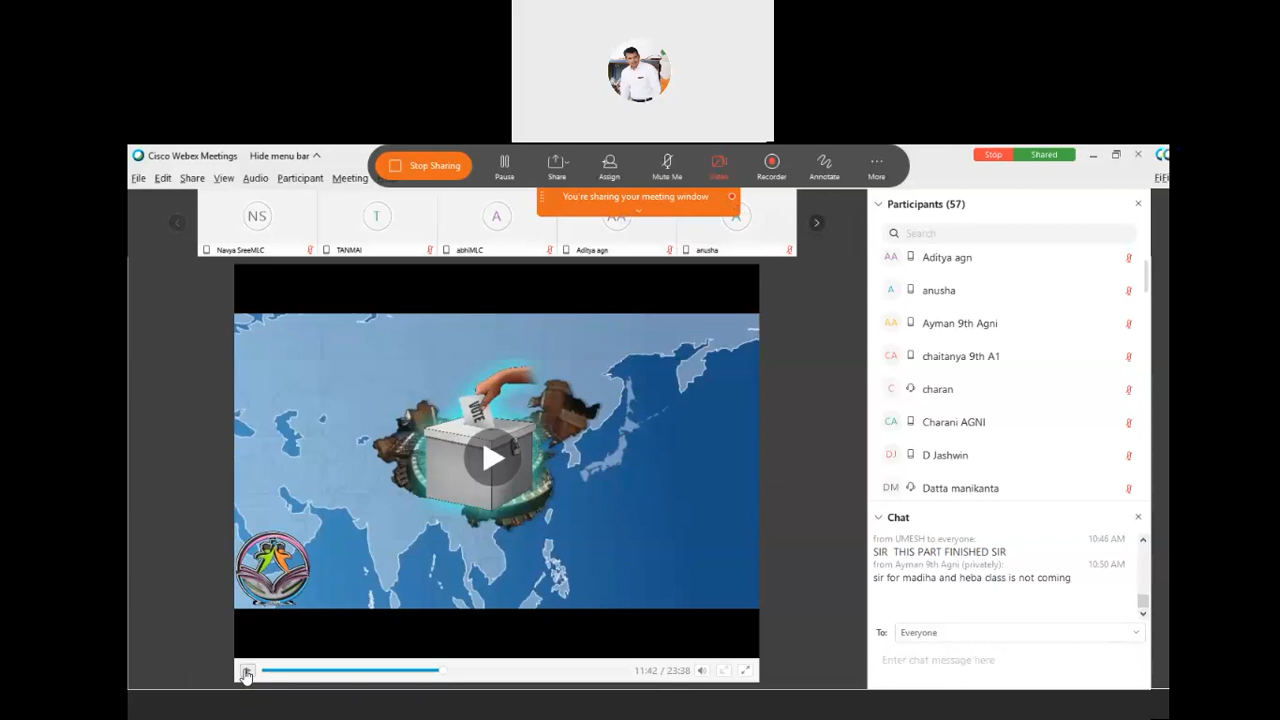 Cisco Webex Meetings
Hide menu bar
Stop Sharing
Pause
Share
Assign
Mute Me
Recorder
Annotate
More
Stop
Shared
File
Edit
Share
View
Audio
Participant
Meeting
You're sharing your meeting window
NS
T
A
AA
A
Navya SreeMLC
TANMAI
abhiMLC
Aditya agn
anusha
VOTE
11:42 / 23:38
Participants (57)
Search
AA Aditya agn
A anusha
AA Ayman 9th Agni
CA chaitanya 9th A1
C charan
CA Charani AGNI
DJ D Jashwin
DM Datta manikanta
Chat
from UMESH to everyone: 10:46 AM
SIR THIS PART FINISHED SIR
from Ayman 9th Agni (privately): 10:50 AM
sir for madiha and heba class is not coming
To: Everyone
Enter chat message here